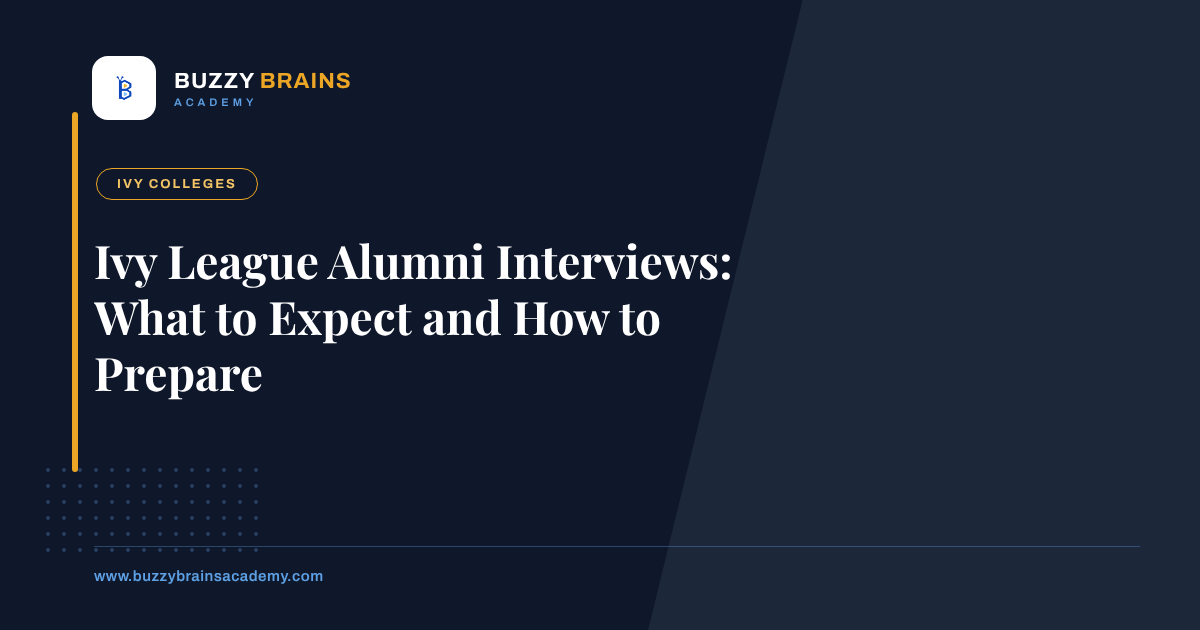 BUZZY BRAINS
ACADEMY
IVY COLLEGES
Ivy League Alumni Interviews:
What to Expect and How to
Prepare
www.buzzybrainsacademy.com